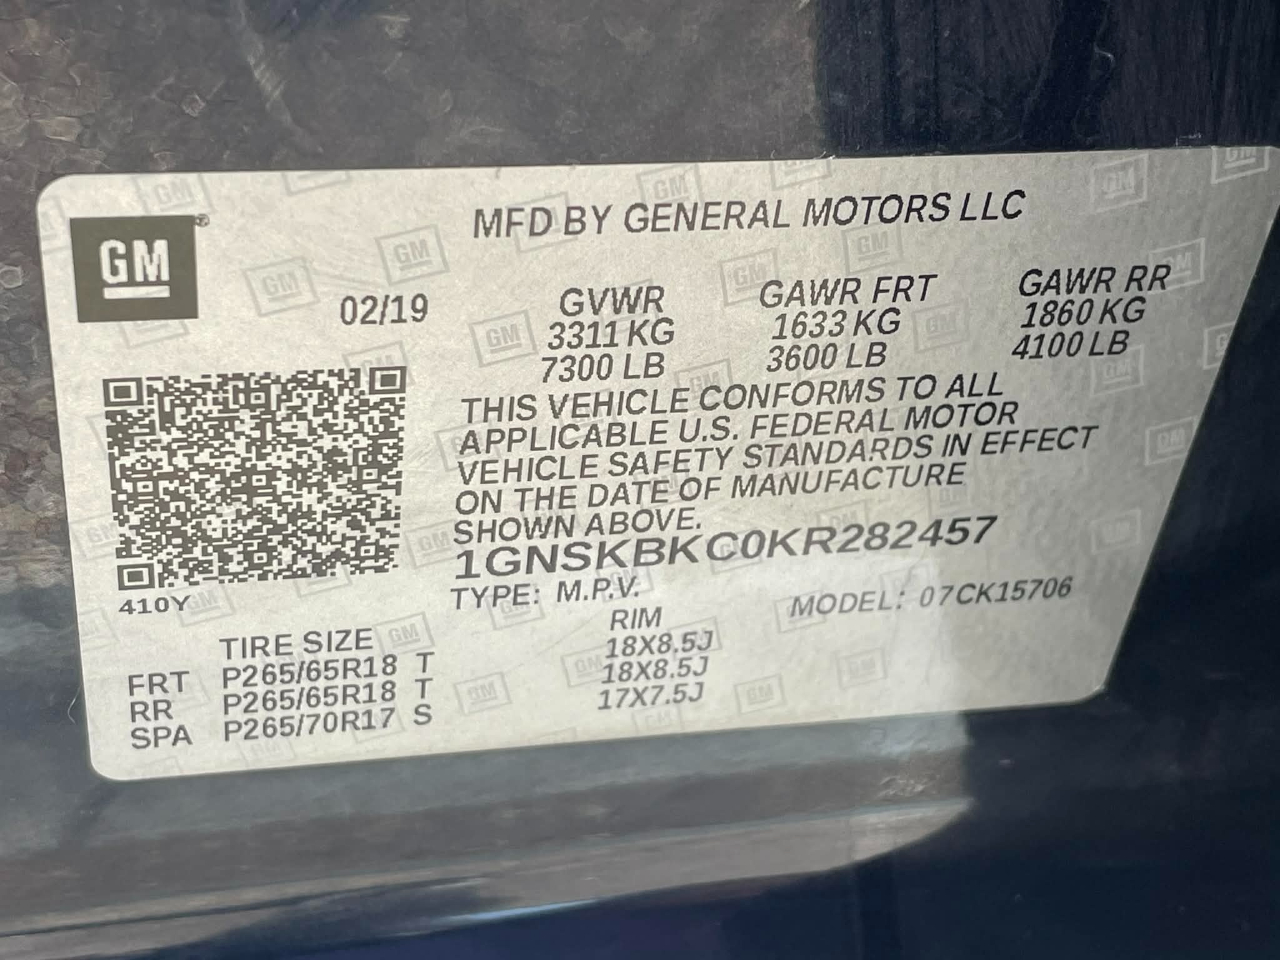 GM®
MFD BY GENERAL MOTORS LLC
02/19
GVWR GAWR FRT GAWR RR
3311 KG 1633 KG 1860 KG
7300 LB 3600 LB 4100 LB
THIS VEHICLE CONFORMS TO ALL
APPLICABLE U.S. FEDERAL MOTOR
VEHICLE SAFETY STANDARDS IN EFFECT
ON THE DATE OF MANUFACTURE
SHOWN ABOVE.
1GNSKBKC0KR282457
410Y
TYPE: M.P.V. MODEL: 07CK15706
TIRE SIZE RIM
FRT P265/65R18 T 18X8.5J
RR P265/65R18 T 18X8.5J
SPA P265/70R17 S 17X7.5J